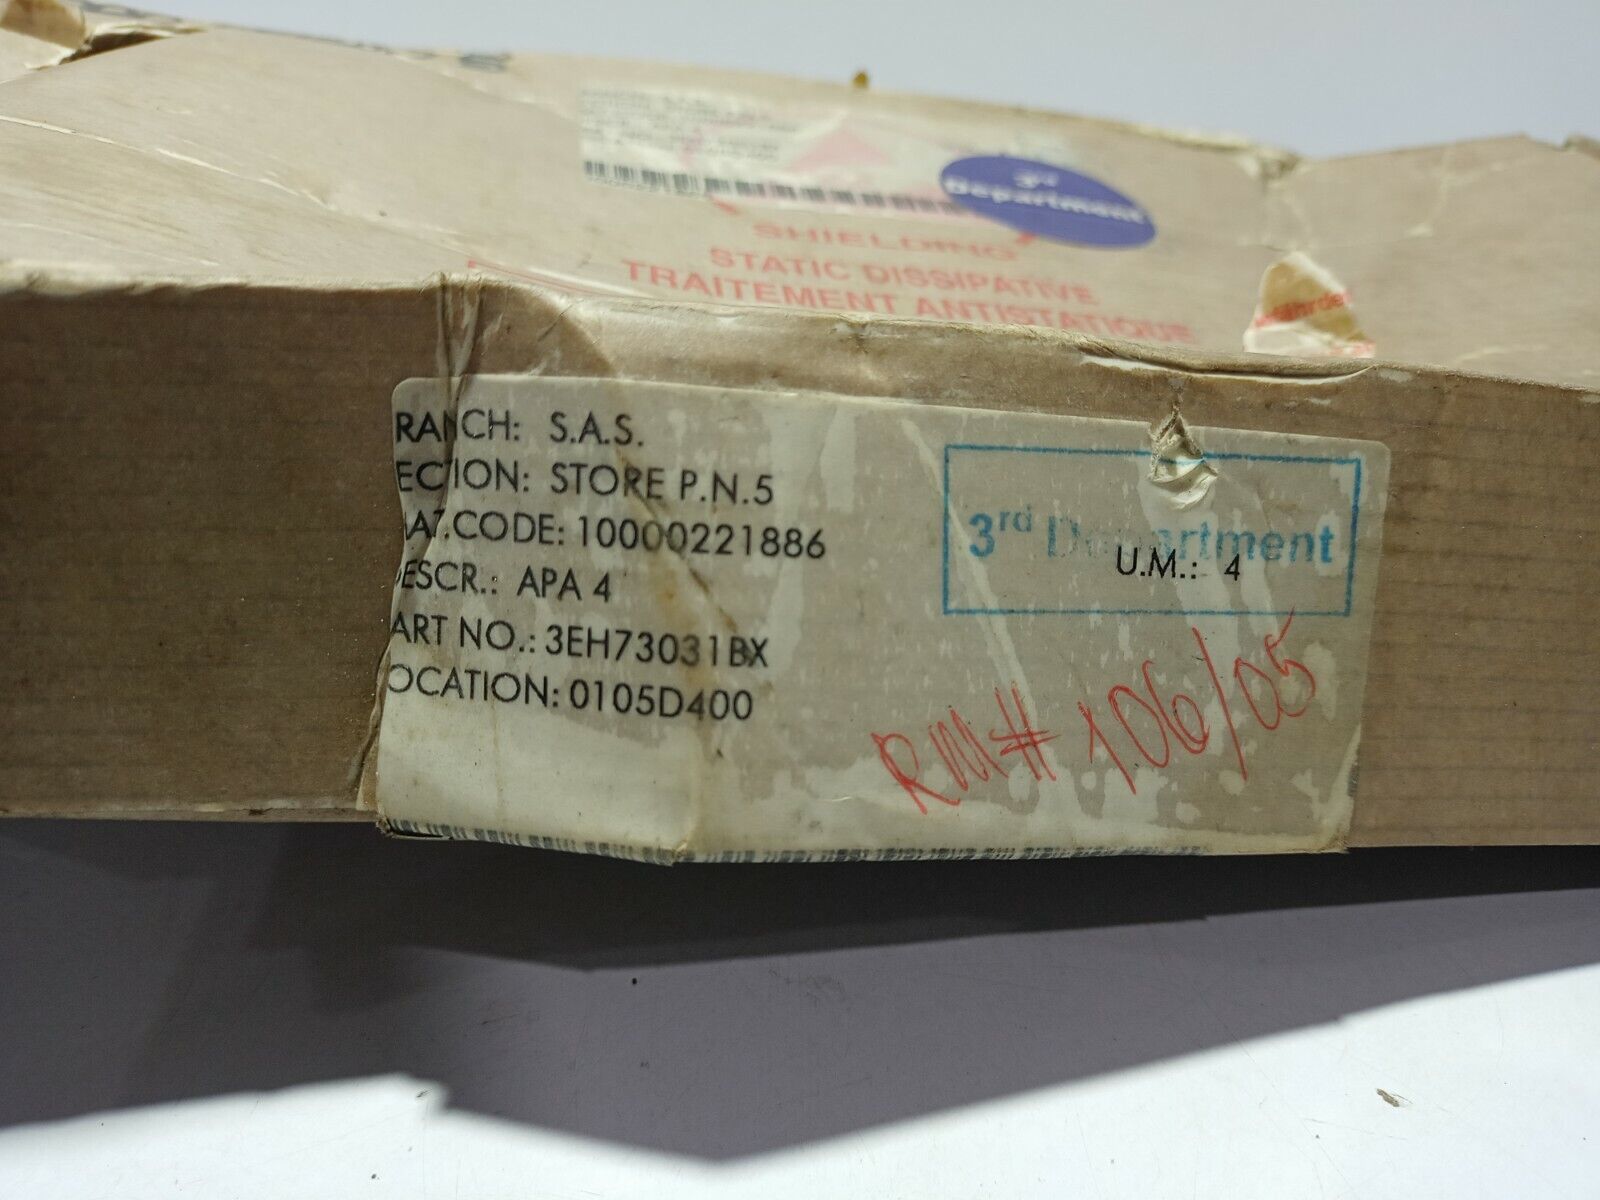 3rd
Department
SHIELDING
STATIC DISSIPATIVE
TRAITEMENT ANTISTATIQUE
RANCH: S.A.S.
ECTION: STORE P.N.5
AT.CODE: 10000221886
ESCR.: APA 4
ART NO.: 3EH73031BX
OCATION: 0105D400
3rd Department
U.M.: 4
RM# 106/05